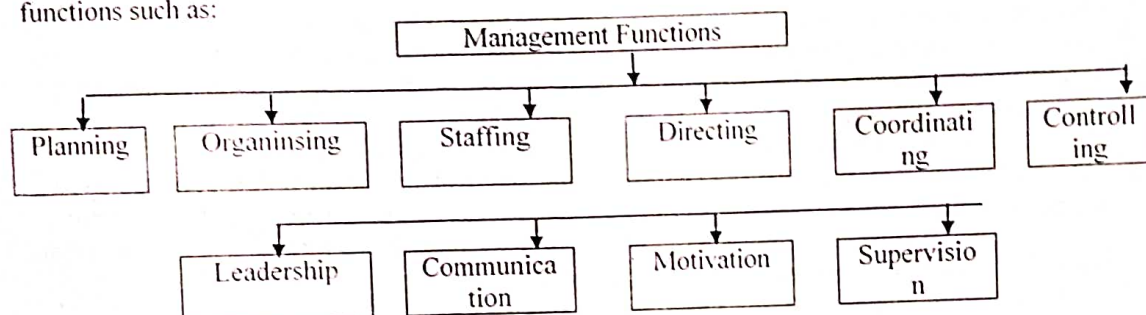 functions such as:
Management Functions
Planning
Organinsing
Staffing
Directing
Coordinati
ng
Controll
ing
Leadership
Communica
tion
Motivation
Supervisio
n